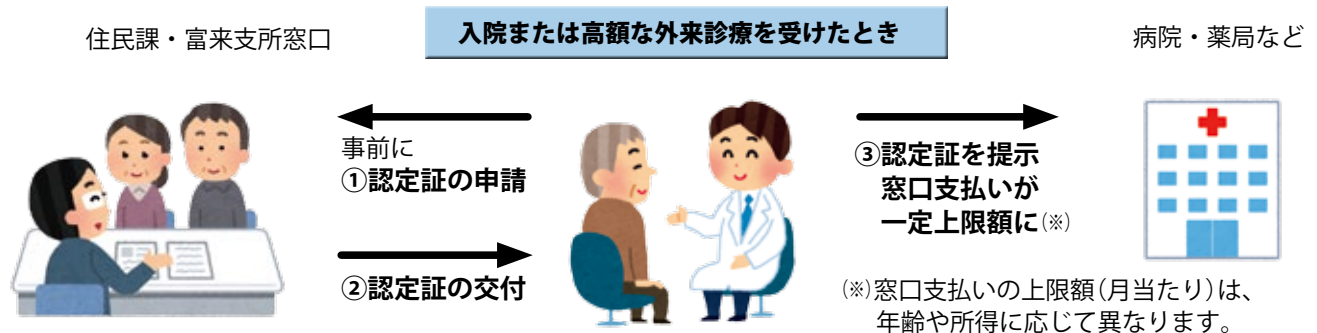 入院または高額な外来診療を受けたとき
住民課・富来支所窓口
病院・薬局など
事前に
①認定証の申請
②認定証の交付
③認定証を提示
窓口支払いが
一定上限額に(※)
(※)窓口支払いの上限額(月当たり)は、
年齢や所得に応じて異なります。